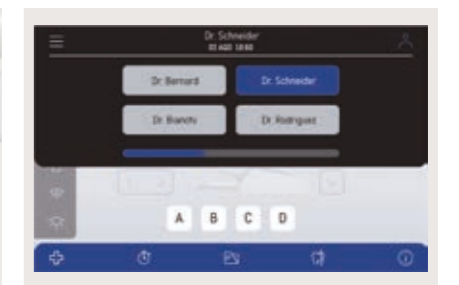 Dr. Schneider
Dr. Bernard
Dr. Schneider
Dr. Bianchi
Dr. Rodriguez
A B C D